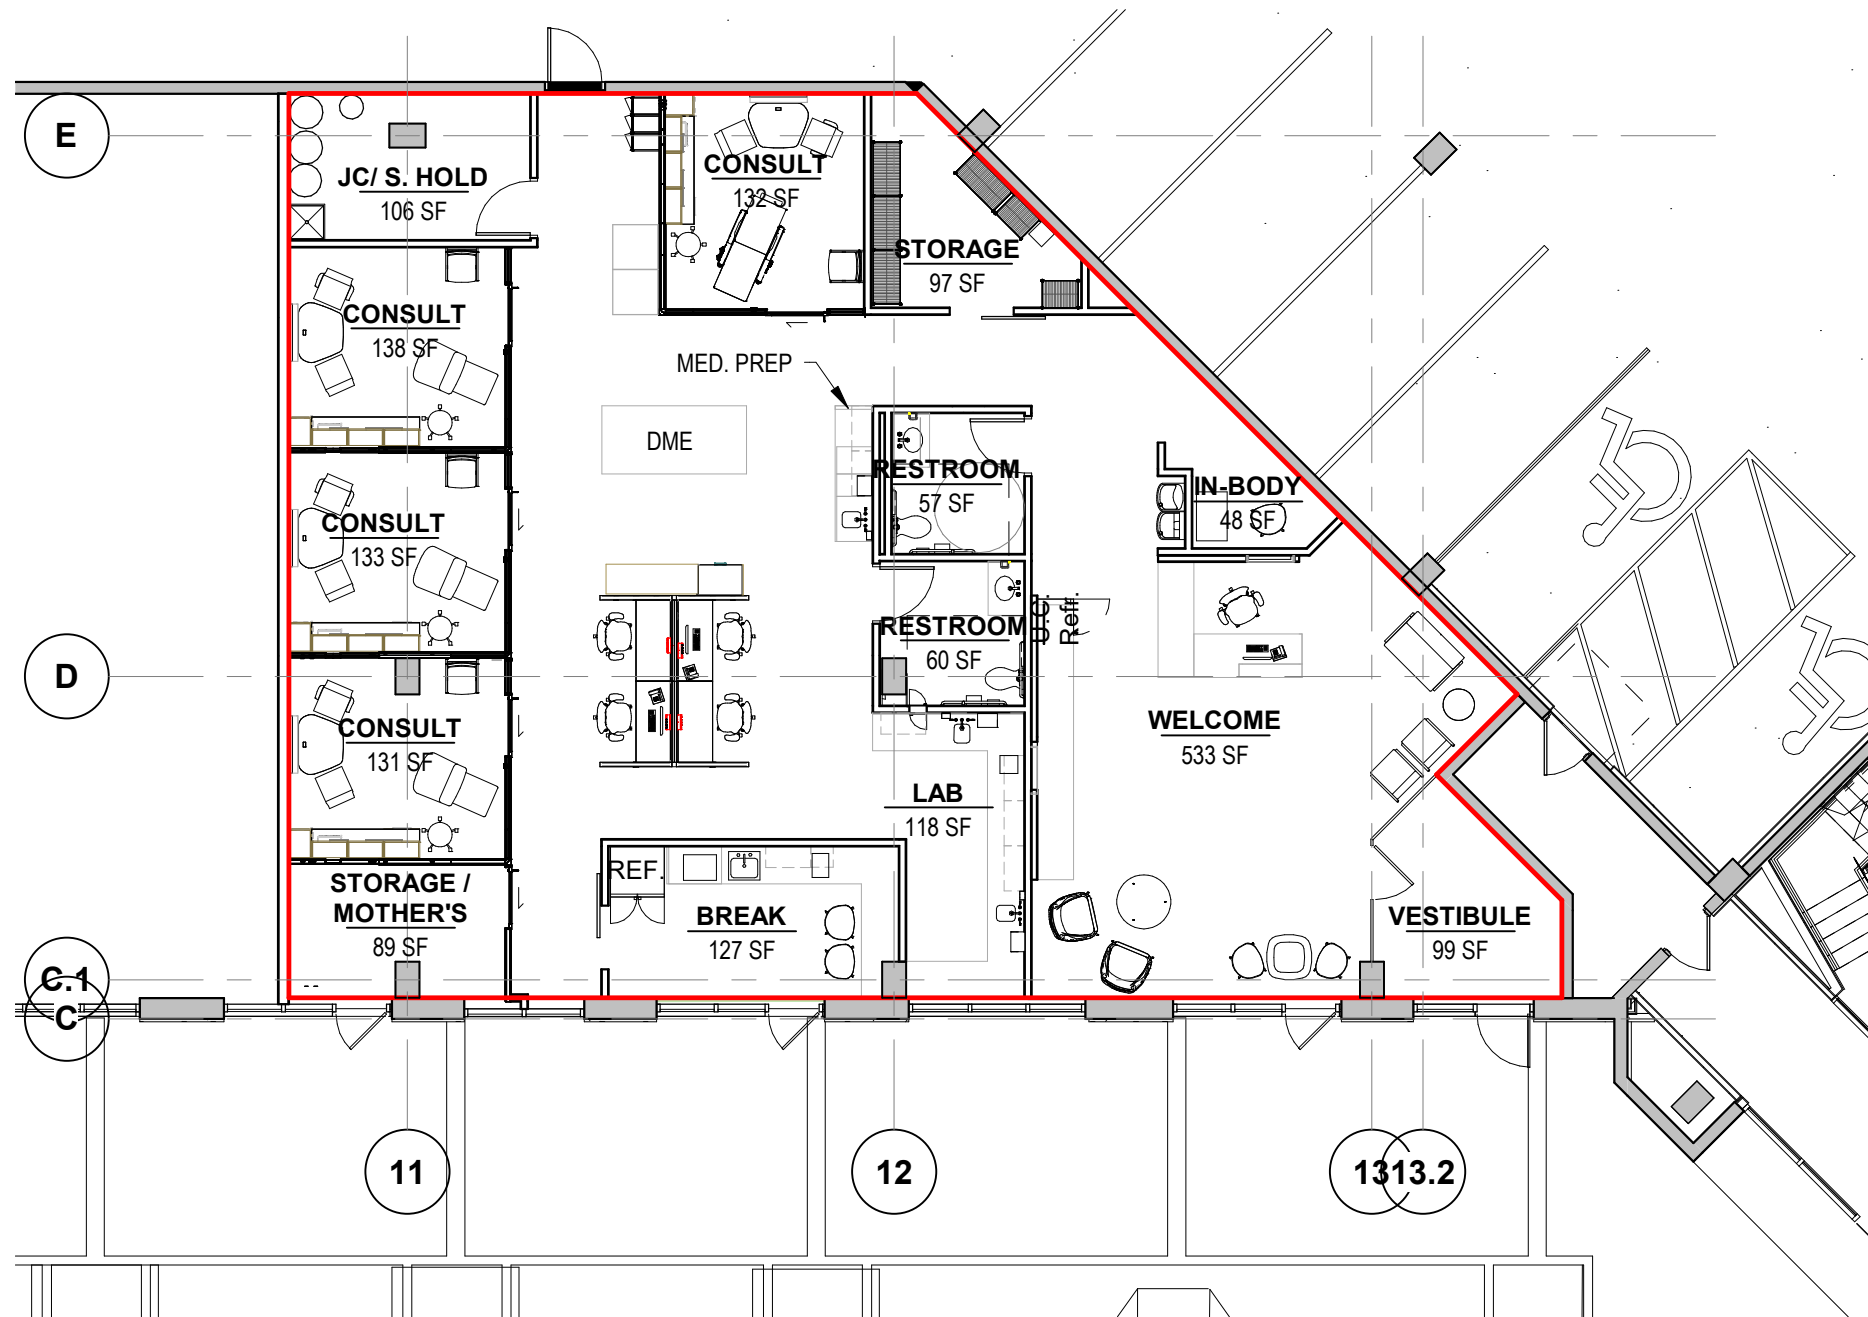 E
JC/ S. HOLD
106 SF
CONSULT
132 SF
STORAGE
97 SF
CONSULT
138 SF
MED. PREP
DME
RESTROOM
57 SF
IN-BODY
48 SF
CONSULT
133 SF
RESTROOM
60 SF
U.C.
Refr.
D
CONSULT
131 SF
WELCOME
533 SF
LAB
118 SF
STORAGE /
MOTHER'S
89 SF
REF.
BREAK
127 SF
VESTIBULE
99 SF
C.1
C
11
12
13
13.2